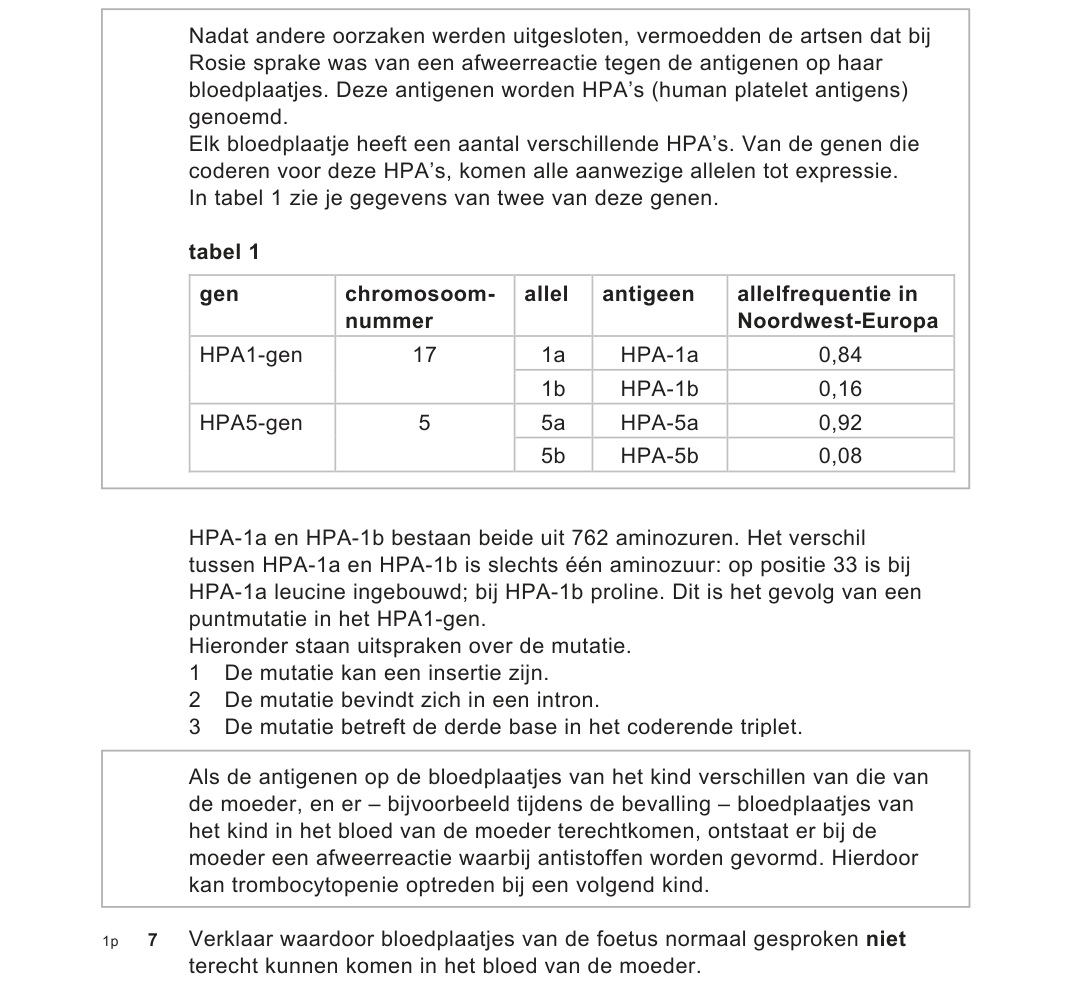 Nadat andere oorzaken werden uitgesloten, vermoedden de artsen dat bij
Rosie sprake was van een afweerreactie tegen de antigenen op haar
bloedplaatjes. Deze antigenen worden HPA's (human platelet antigens)
genoemd.
Elk bloedplaatje heeft een aantal verschillende HPA's. Van de genen die
coderen voor deze HPA's, komen alle aanwezige allelen tot expressie.
In tabel 1 zie je gegevens van twee van deze genen.
tabel 1
gen chromosoom- allel antigeen allelfrequentie in
nummer Noordwest-Europa
HPA1-gen 17 1a HPA-1a 0,84
1b HPA-1b 0,16
HPA5-gen 5 5a HPA-5a 0,92
5b HPA-5b 0,08
HPA-1a en HPA-1b bestaan beide uit 762 aminozuren. Het verschil
tussen HPA-1a en HPA-1b is slechts één aminozuur: op positie 33 is bij
HPA-1a leucine ingebouwd; bij HPA-1b proline. Dit is het gevolg van een
puntmutatie in het HPA1-gen.
Hieronder staan uitspraken over de mutatie.
1 De mutatie kan een insertie zijn.
2 De mutatie bevindt zich in een intron.
3 De mutatie betreft de derde base in het coderende triplet.
Als de antigenen op de bloedplaatjes van het kind verschillen van die van
de moeder, en er – bijvoorbeeld tijdens de bevalling – bloedplaatjes van
het kind in het bloed van de moeder terechtkomen, ontstaat er bij de
moeder een afweerreactie waarbij antistoffen worden gevormd. Hierdoor
kan trombocytopenie optreden bij een volgend kind.
1p 7 Verklaar waardoor bloedplaatjes van de foetus normaal gesproken niet
terecht kunnen komen in het bloed van de moeder.